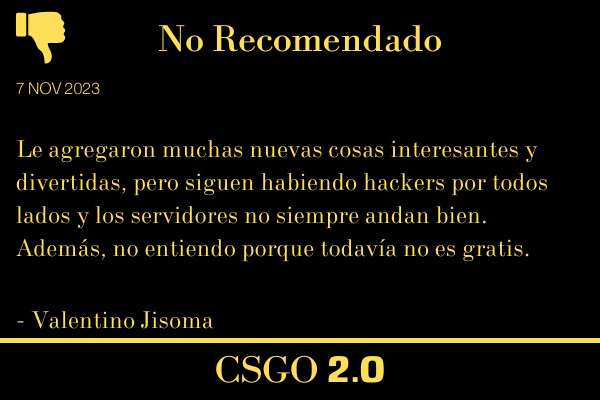 No Recomendado
7 NOV 2023
Le agregaron muchas nuevas cosas interesantes y
divertidas, pero siguen habiendo hackers por todos
lados y los servidores no siempre andan bien.
Además, no entiendo porque todavía no es gratis.
- Valentino Jisoma
CSGO 2.0